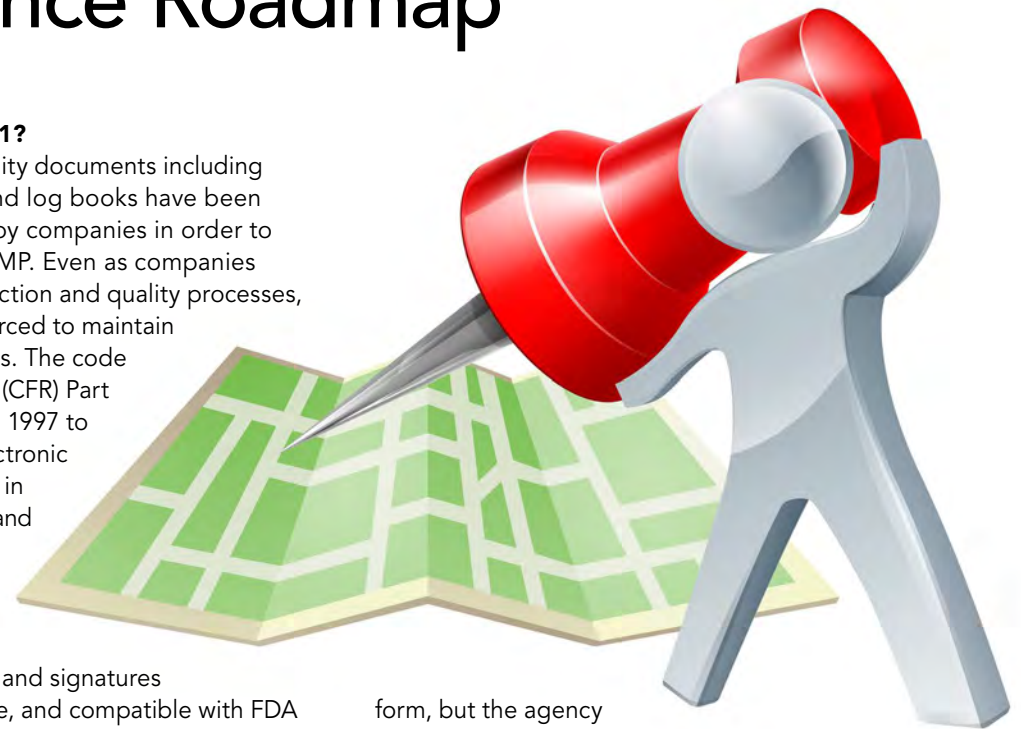 nce Roadmap
1?
ity documents including
nd log books have been
by companies in order to
MP. Even as companies
ction and quality processes,
rced to maintain
s. The code
(CFR) Part
1997 to
ctronic
in
and
and signatures
e, and compatible with FDA
form, but the agency